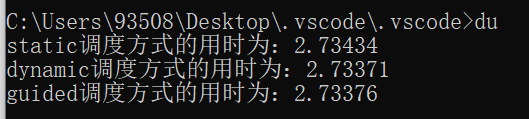 C:\Users\93508\Desktop\.vscode\.vscode>du
static调度方式的用时为：2.73434
dynamic调度方式的用时为：2.73371
guided调度方式的用时为：2.73376